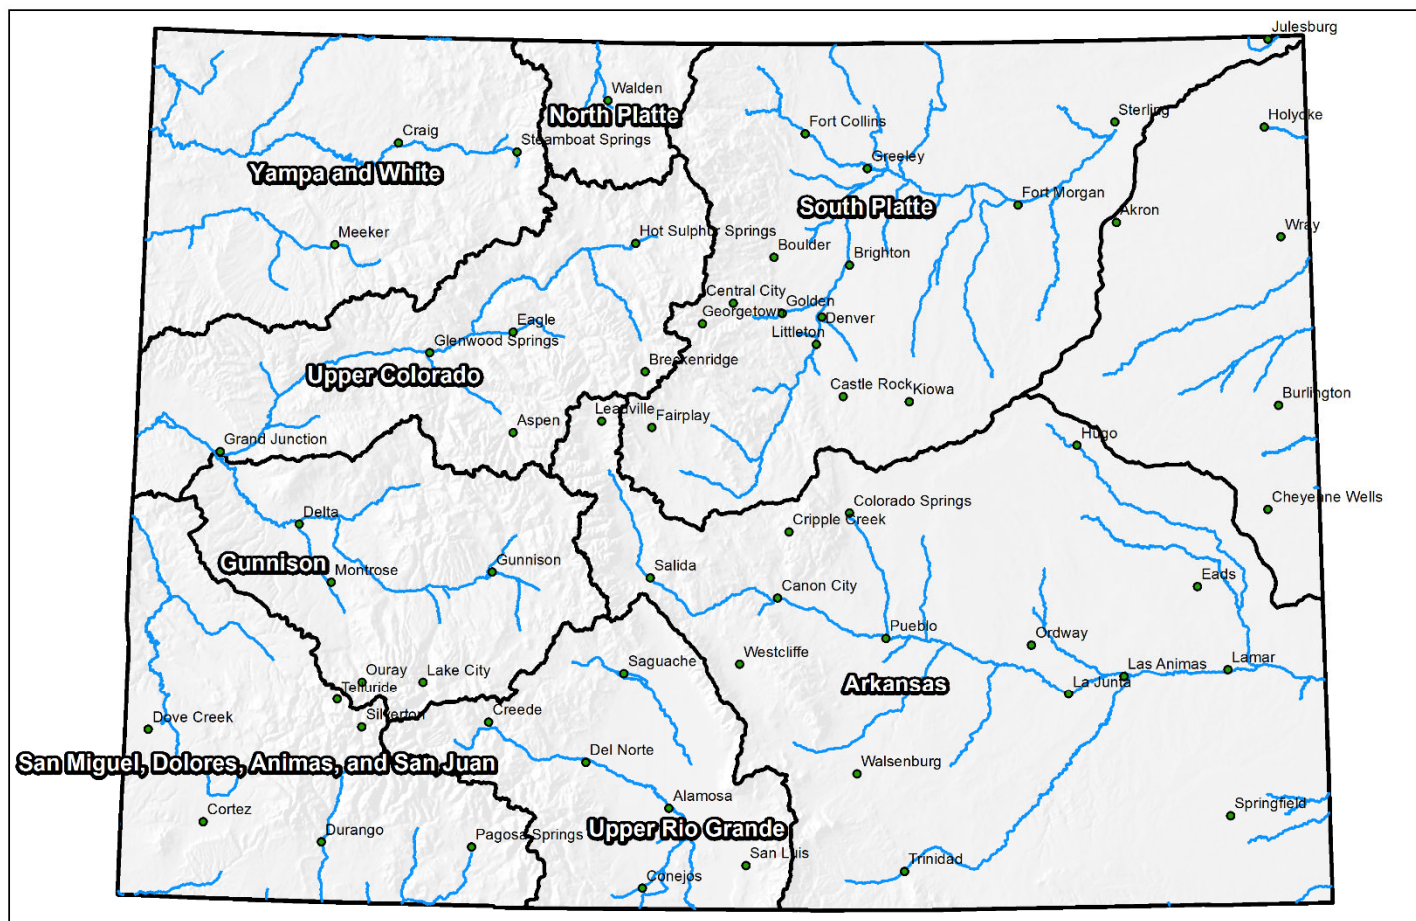 Julesburg
Walden
North Platte
Holyoke
Sterling
Fort Collins
Craig
Steamboat Springs
Greeley
Yampa and White
Fort Morgan
South Platte
Akron
Wray
Meeker
Hot Sulphur Springs
Boulder
Brighton
Central City
Golden
Georgetown
Denver
Eagle
Littleton
Glenwood Springs
Breckenridge
Upper Colorado
Castle Rock
Kiowa
Burlington
Leadville
Fairplay
Aspen
Hugo
Grand Junction
Cheyenne Wells
Colorado Springs
Cripple Creek
Delta
Gunnison
Gunnison
Montrose
Salida
Eads
Canon City
Pueblo
Ordway
Westcliffe
Saguache
Las Animas
Lamar
Ouray
Lake City
La Junta
Arkansas
Telluride
Silverton
Creede
Dove Creek
Del Norte
San Miguel, Dolores, Animas, and San Juan
Walsenburg
Alamosa
Springfield
Cortez
Upper Rio Grande
Durango
Pagosa Springs
San Luis
Trinidad
Conejos